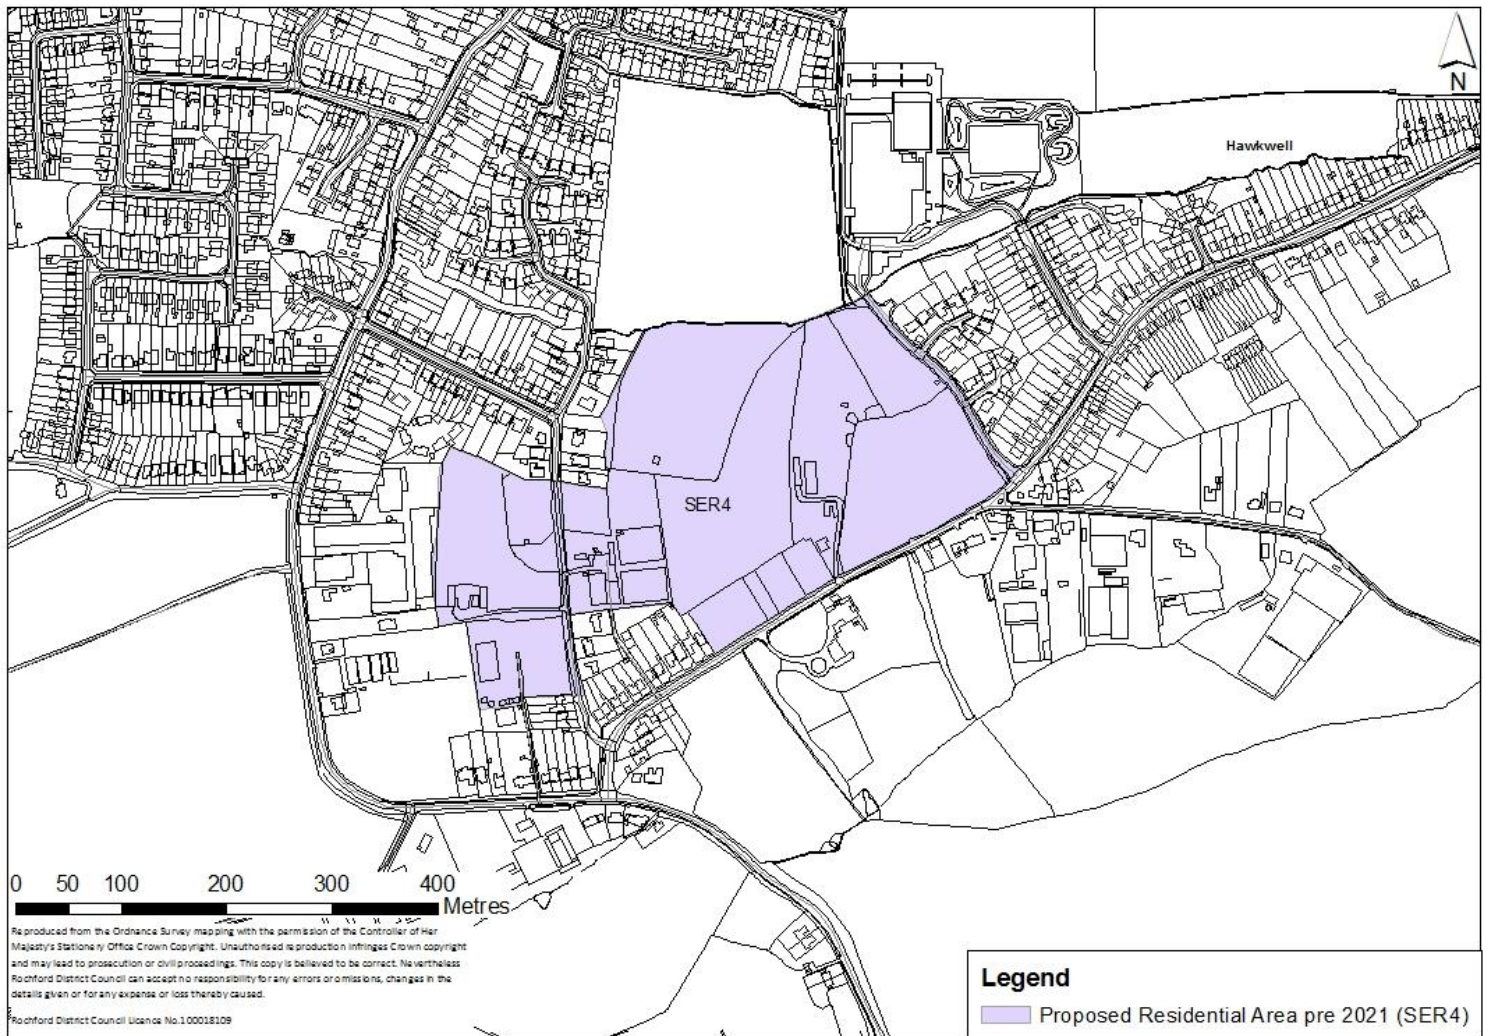 N
Hawkwell
SER4
0 50 100 200 300 400
Metres
Reproduced from the Ordnance Survey mapping with the permission of the Controller of Her
Majesty's Stationery Office Crown Copyright. Unauthorised reproduction infringes Crown copyright
and may lead to prosecution or civil proceedings. This copy is believed to be correct. Nevertheless
Rochford District Council can accept no responsibility for any errors or omissions, changes in the
details given or for any expense or loss thereby caused.
Rochford District Council Licence No.100018109
Legend
Proposed Residential Area pre 2021 (SER4)